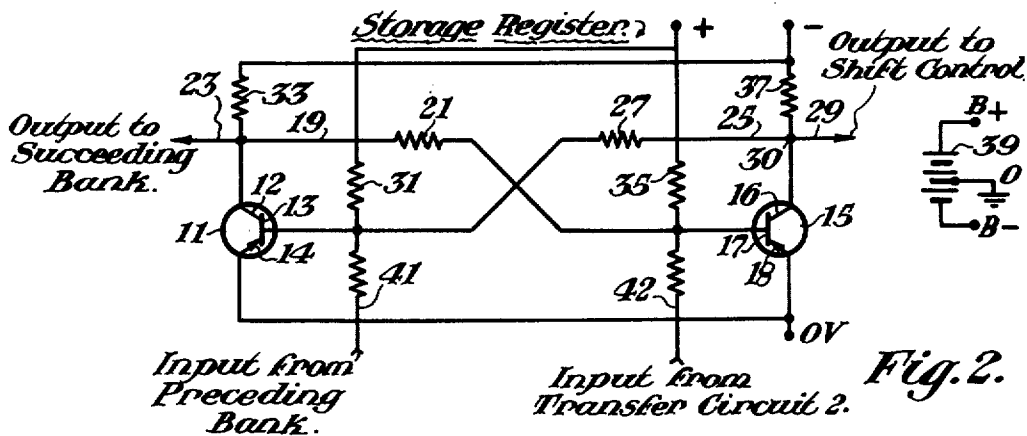 Storage Register.
+
-
Output to
Shift Control.
23
33
19
21
27
25
37
29
30
B+
39
O
B-
Output to
Succeeding
Bank.
31
35
12
13
11
14
16
15
17
18
41
42
OV
Input from
Preceding
Bank.
Input from
Transfer Circuit 2.
Fig. 2.